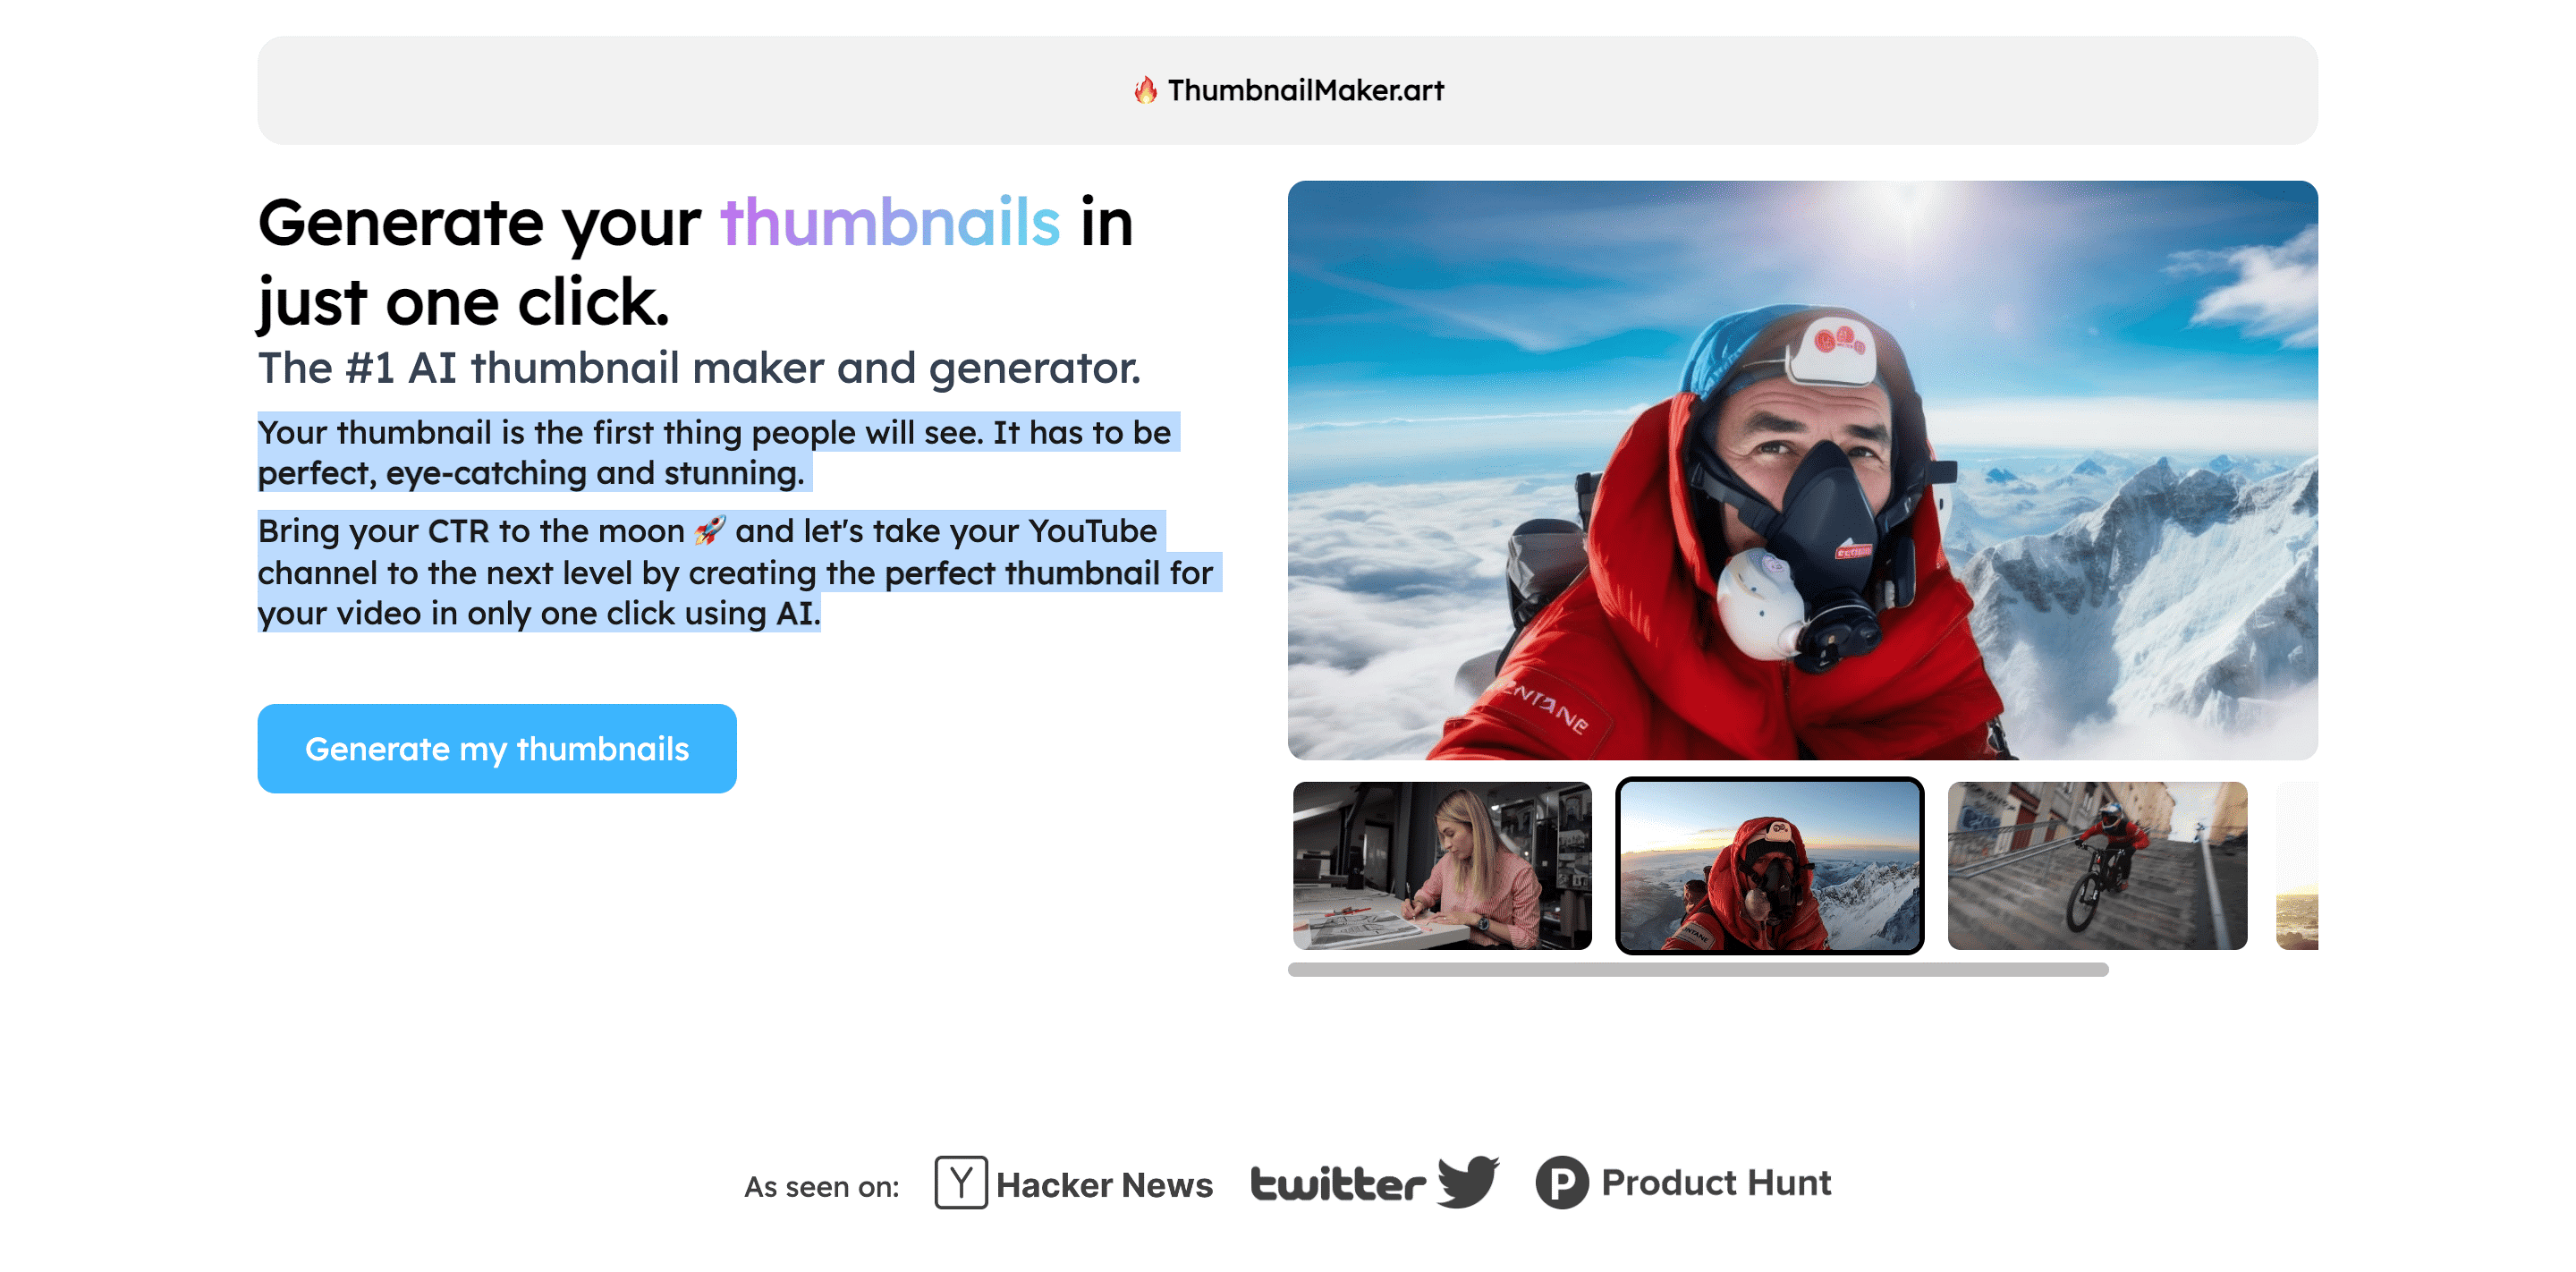 🔥 ThumbnailMaker.art
Generate your thumbnails in
just one click.
The #1 AI thumbnail maker and generator.
Your thumbnail is the first thing people will see. It has to be
perfect, eye-catching and stunning.
Bring your CTR to the moon 🚀 and let's take your YouTube
channel to the next level by creating the perfect thumbnail for
your video in only one click using AI.
Generate my thumbnails
As seen on: Y Hacker News twitter P Product Hunt